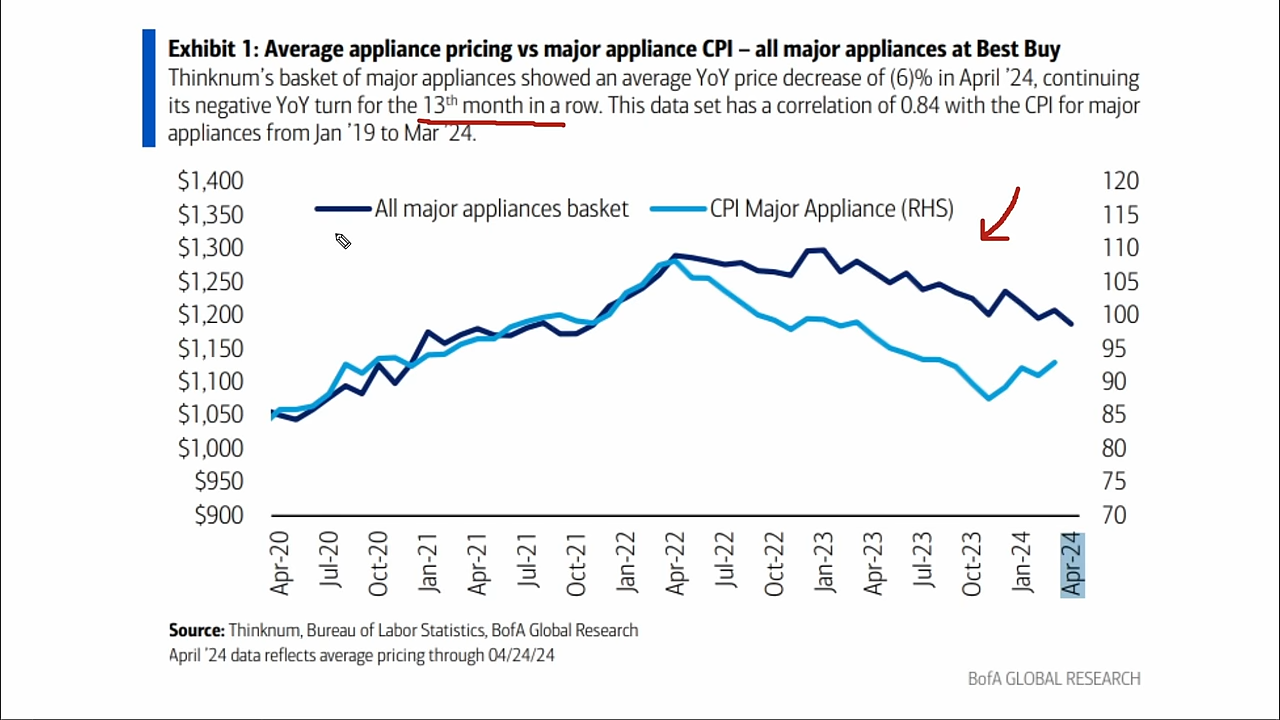 Exhibit 1: Average appliance pricing vs major appliance CPI – all major appliances at Best Buy
Thinknum's basket of major appliances showed an average YoY price decrease of (6)% in April '24, continuing
its negative YoY turn for the 13th month in a row. This data set has a correlation of 0.84 with the CPI for major
appliances from Jan '19 to Mar '24.
$1,400 120
$1,350 All major appliances basket CPI Major Appliance (RHS) 115
$1,300 110
$1,250 105
$1,200 100
$1,150 95
$1,100 90
$1,050 85
$1,000 80
$950 75
$900 70
Apr-20 Jul-20 Oct-20 Jan-21 Apr-21 Jul-21 Oct-21 Jan-22 Apr-22 Jul-22 Oct-22 Jan-23 Apr-23 Jul-23 Oct-23 Jan-24 Apr-24
Source: Thinknum, Bureau of Labor Statistics, BofA Global Research
April '24 data reflects average pricing through 04/24/24
BofA GLOBAL RESEARCH